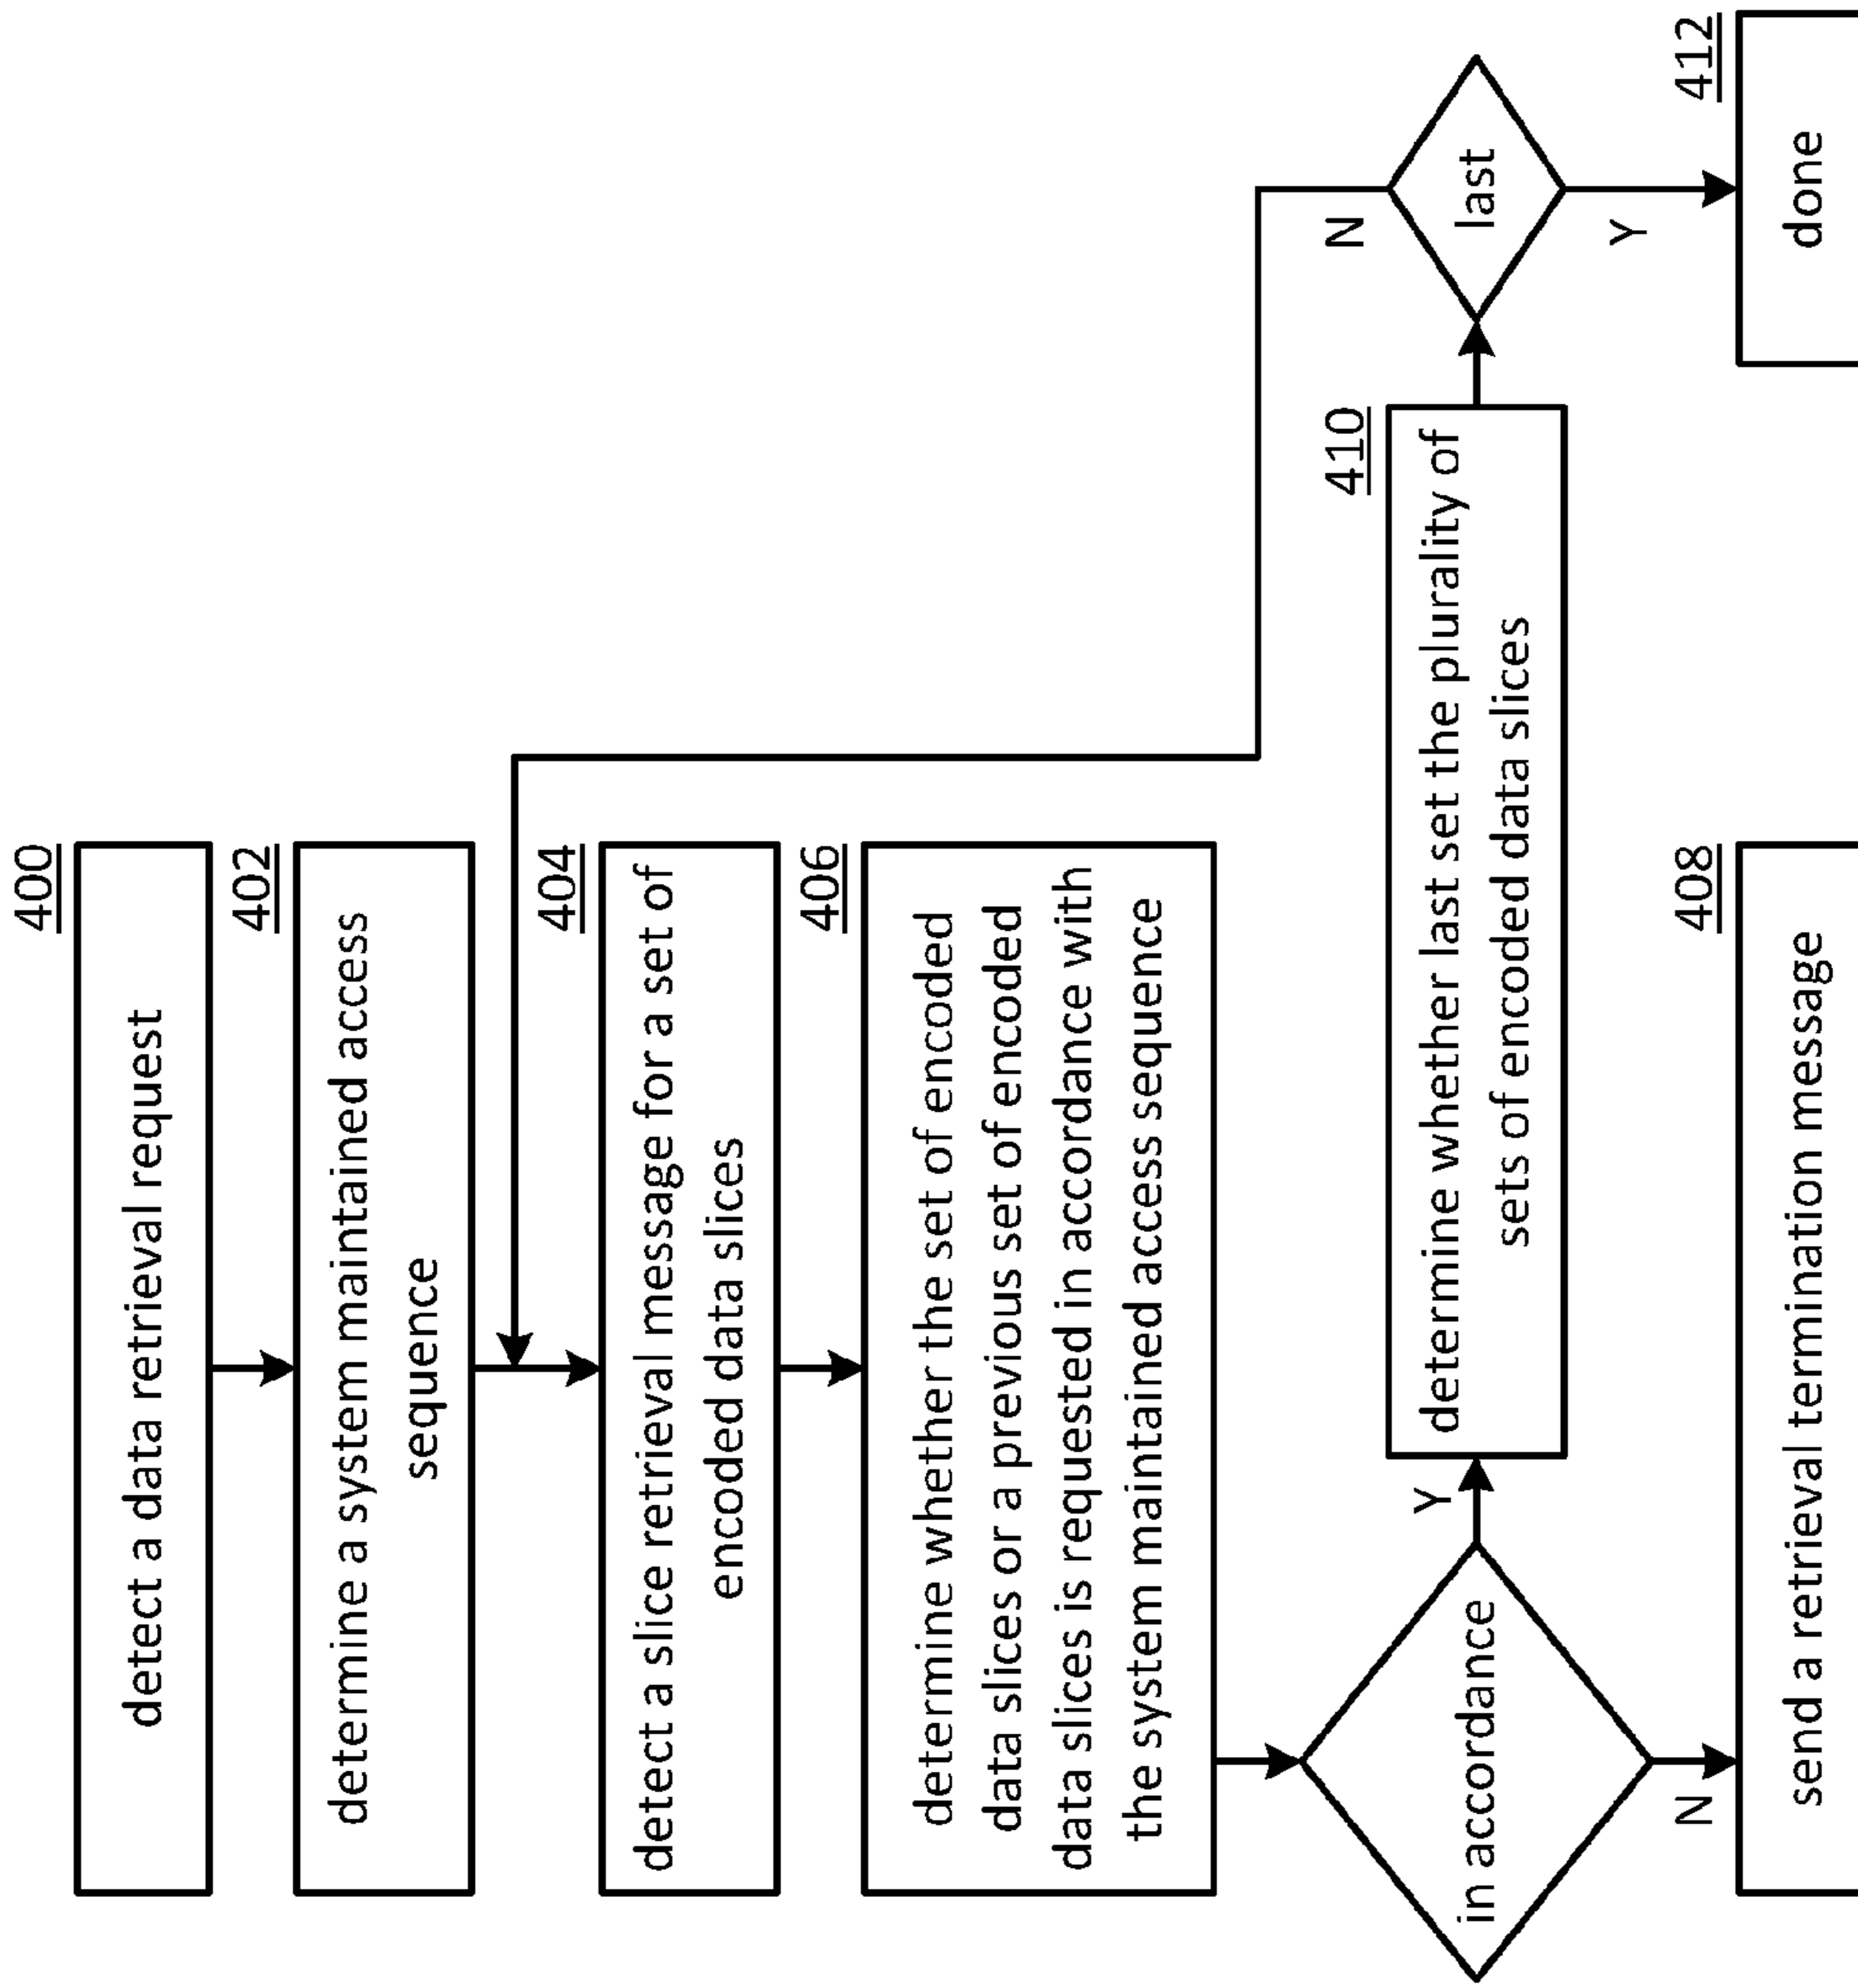 400
detect a data retrieval request
402
determine a system maintained access
sequence
404
detect a slice retrieval message for a set of
encoded data slices
406
determine whether the set of encoded
data slices or a previous set of encoded
data slices is requested in accordance with
the system maintained access sequence
in accordance
Y
N
410
determine whether last set the plurality of
sets of encoded data slices
last
N
Y
408
send a retrieval termination message
412
done